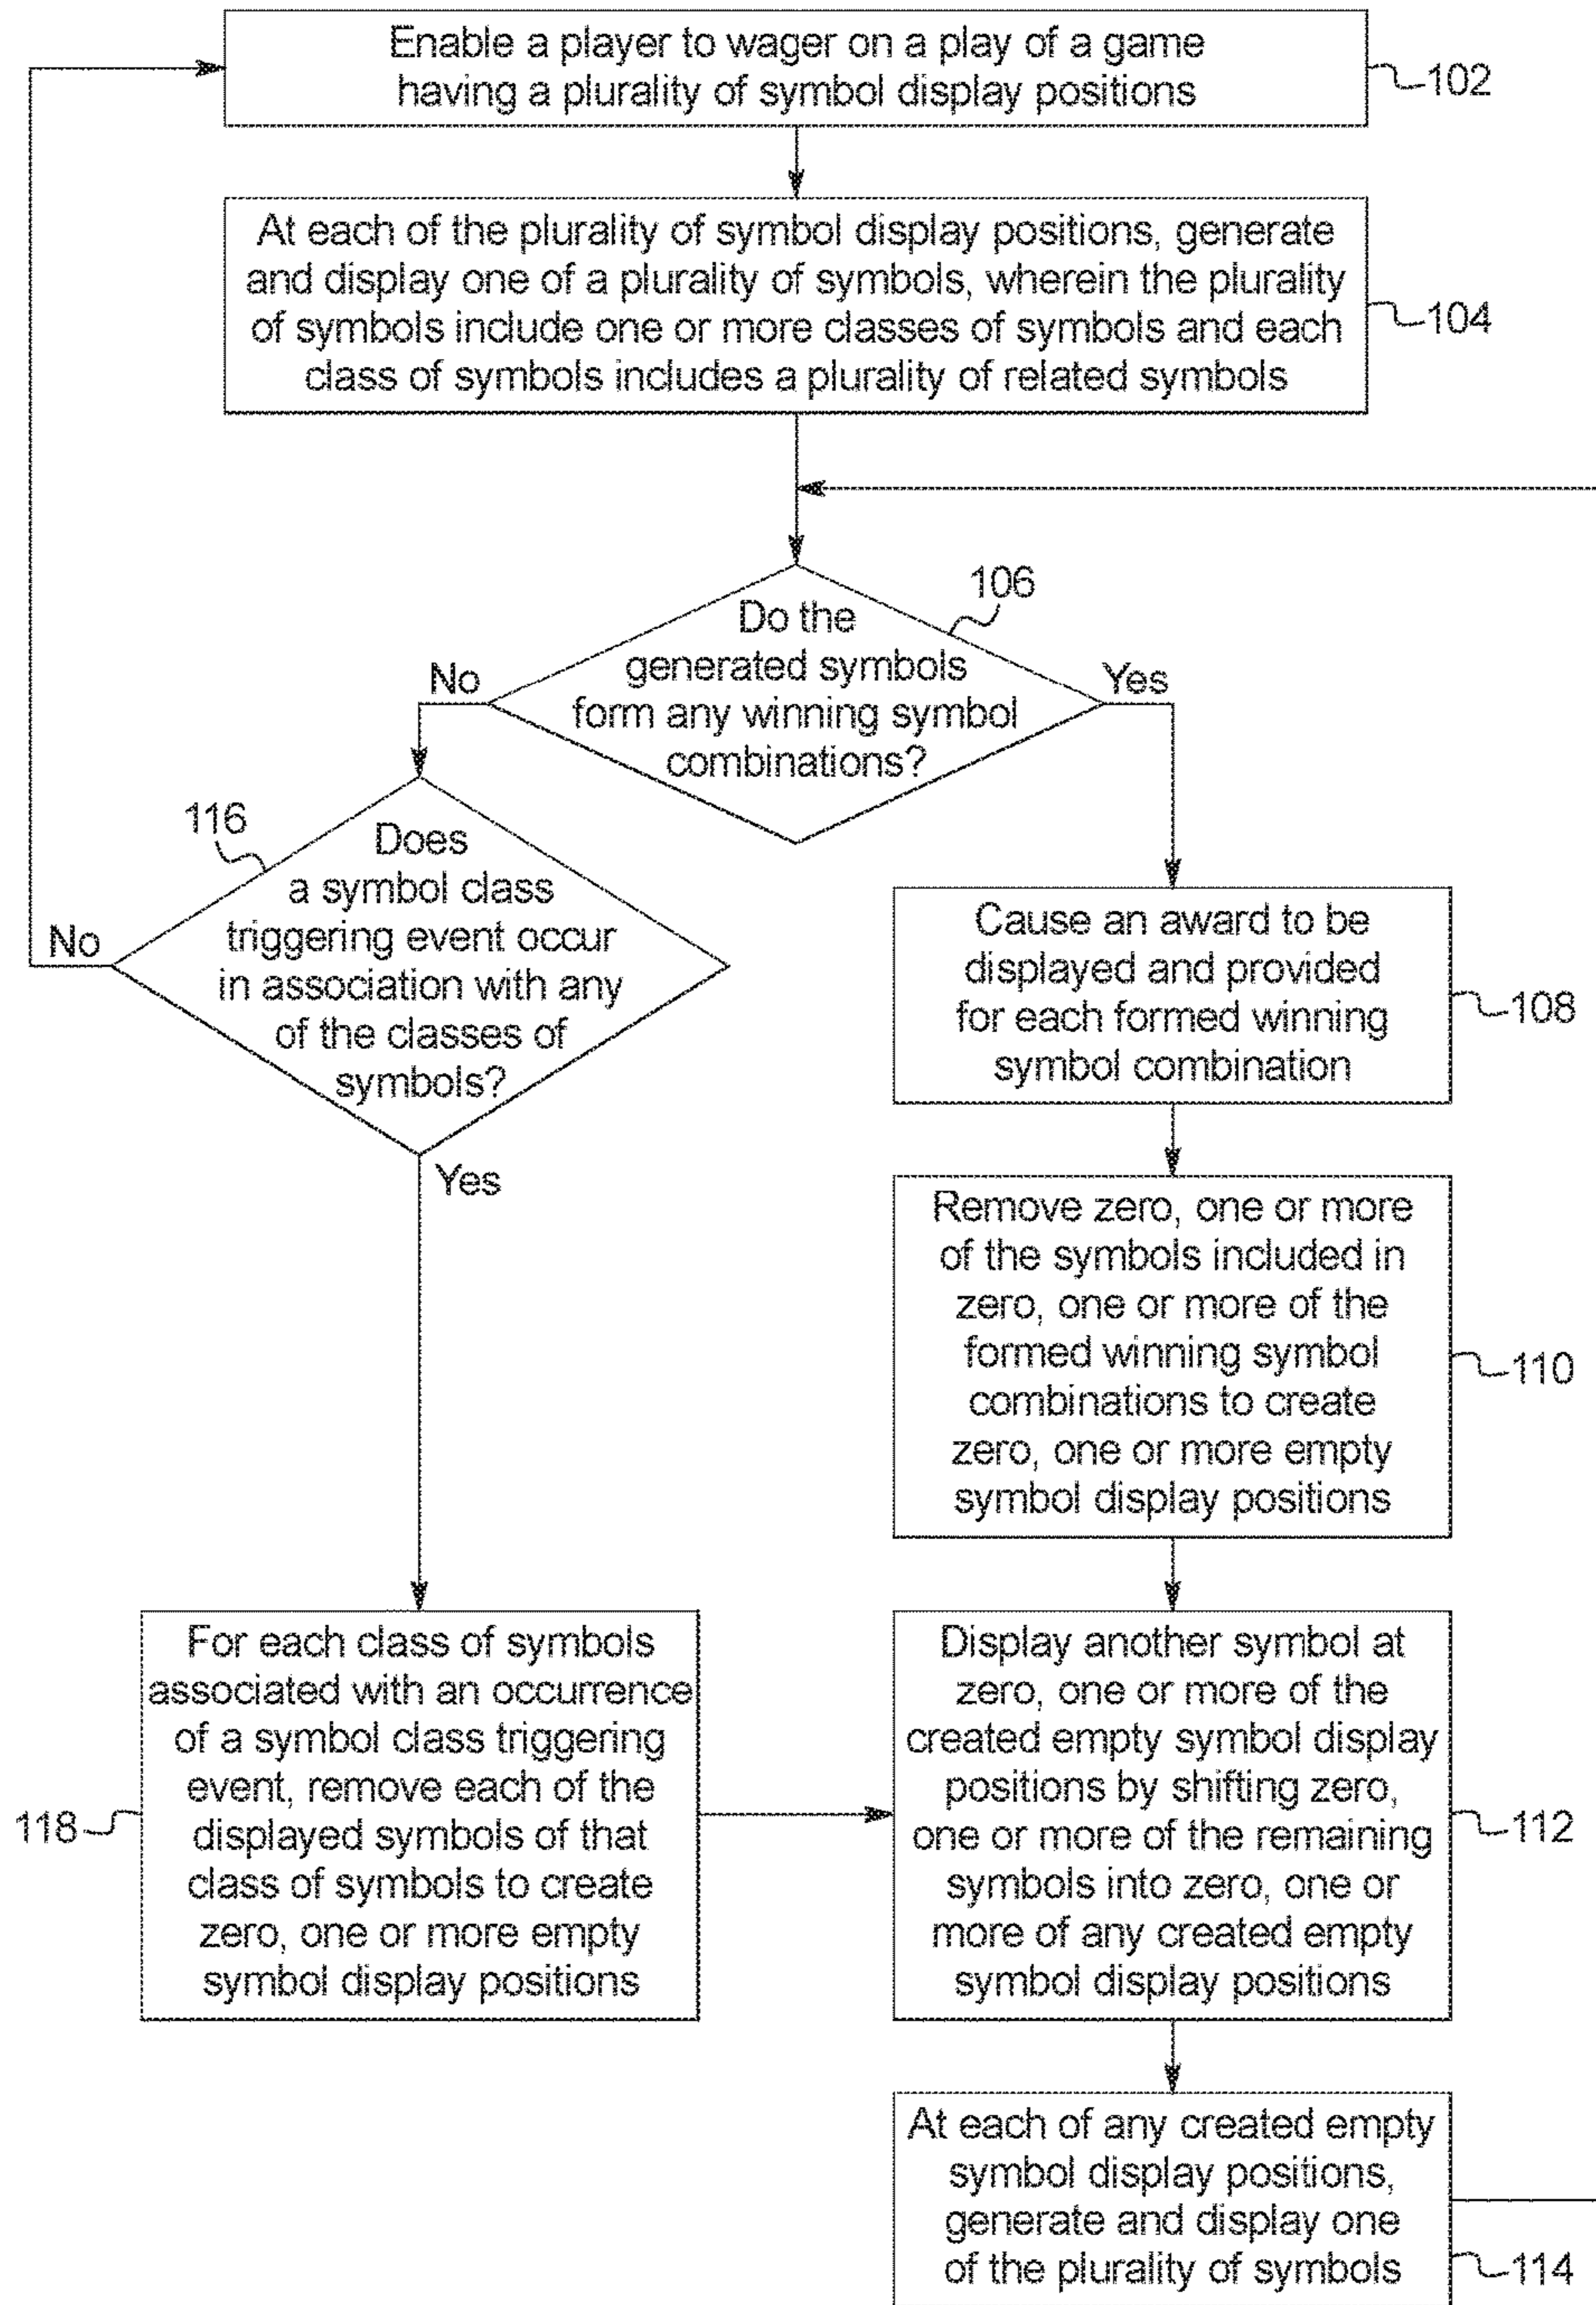 Enable a player to wager on a play of a game
having a plurality of symbol display positions
102
At each of the plurality of symbol display positions, generate
and display one of a plurality of symbols, wherein the plurality
of symbols include one or more classes of symbols and each
class of symbols includes a plurality of related symbols
104
106
Do the
generated symbols
form any winning symbol
combinations?
No
Yes
116
Does
a symbol class
triggering event occur
in association with any
of the classes of
symbols?
No
Yes
Cause an award to be
displayed and provided
for each formed winning
symbol combination
108
Remove zero, one or more
of the symbols included in
zero, one or more of the
formed winning symbol
combinations to create
zero, one or more empty
symbol display positions
110
For each class of symbols
associated with an occurrence
of a symbol class triggering
event, remove each of the
displayed symbols of that
class of symbols to create
zero, one or more empty
symbol display positions
118
Display another symbol at
zero, one or more of the
created empty symbol display
positions by shifting zero,
one or more of the remaining
symbols into zero, one or
more of any created empty
symbol display positions
112
At each of any created empty
symbol display positions,
generate and display one
of the plurality of symbols
114